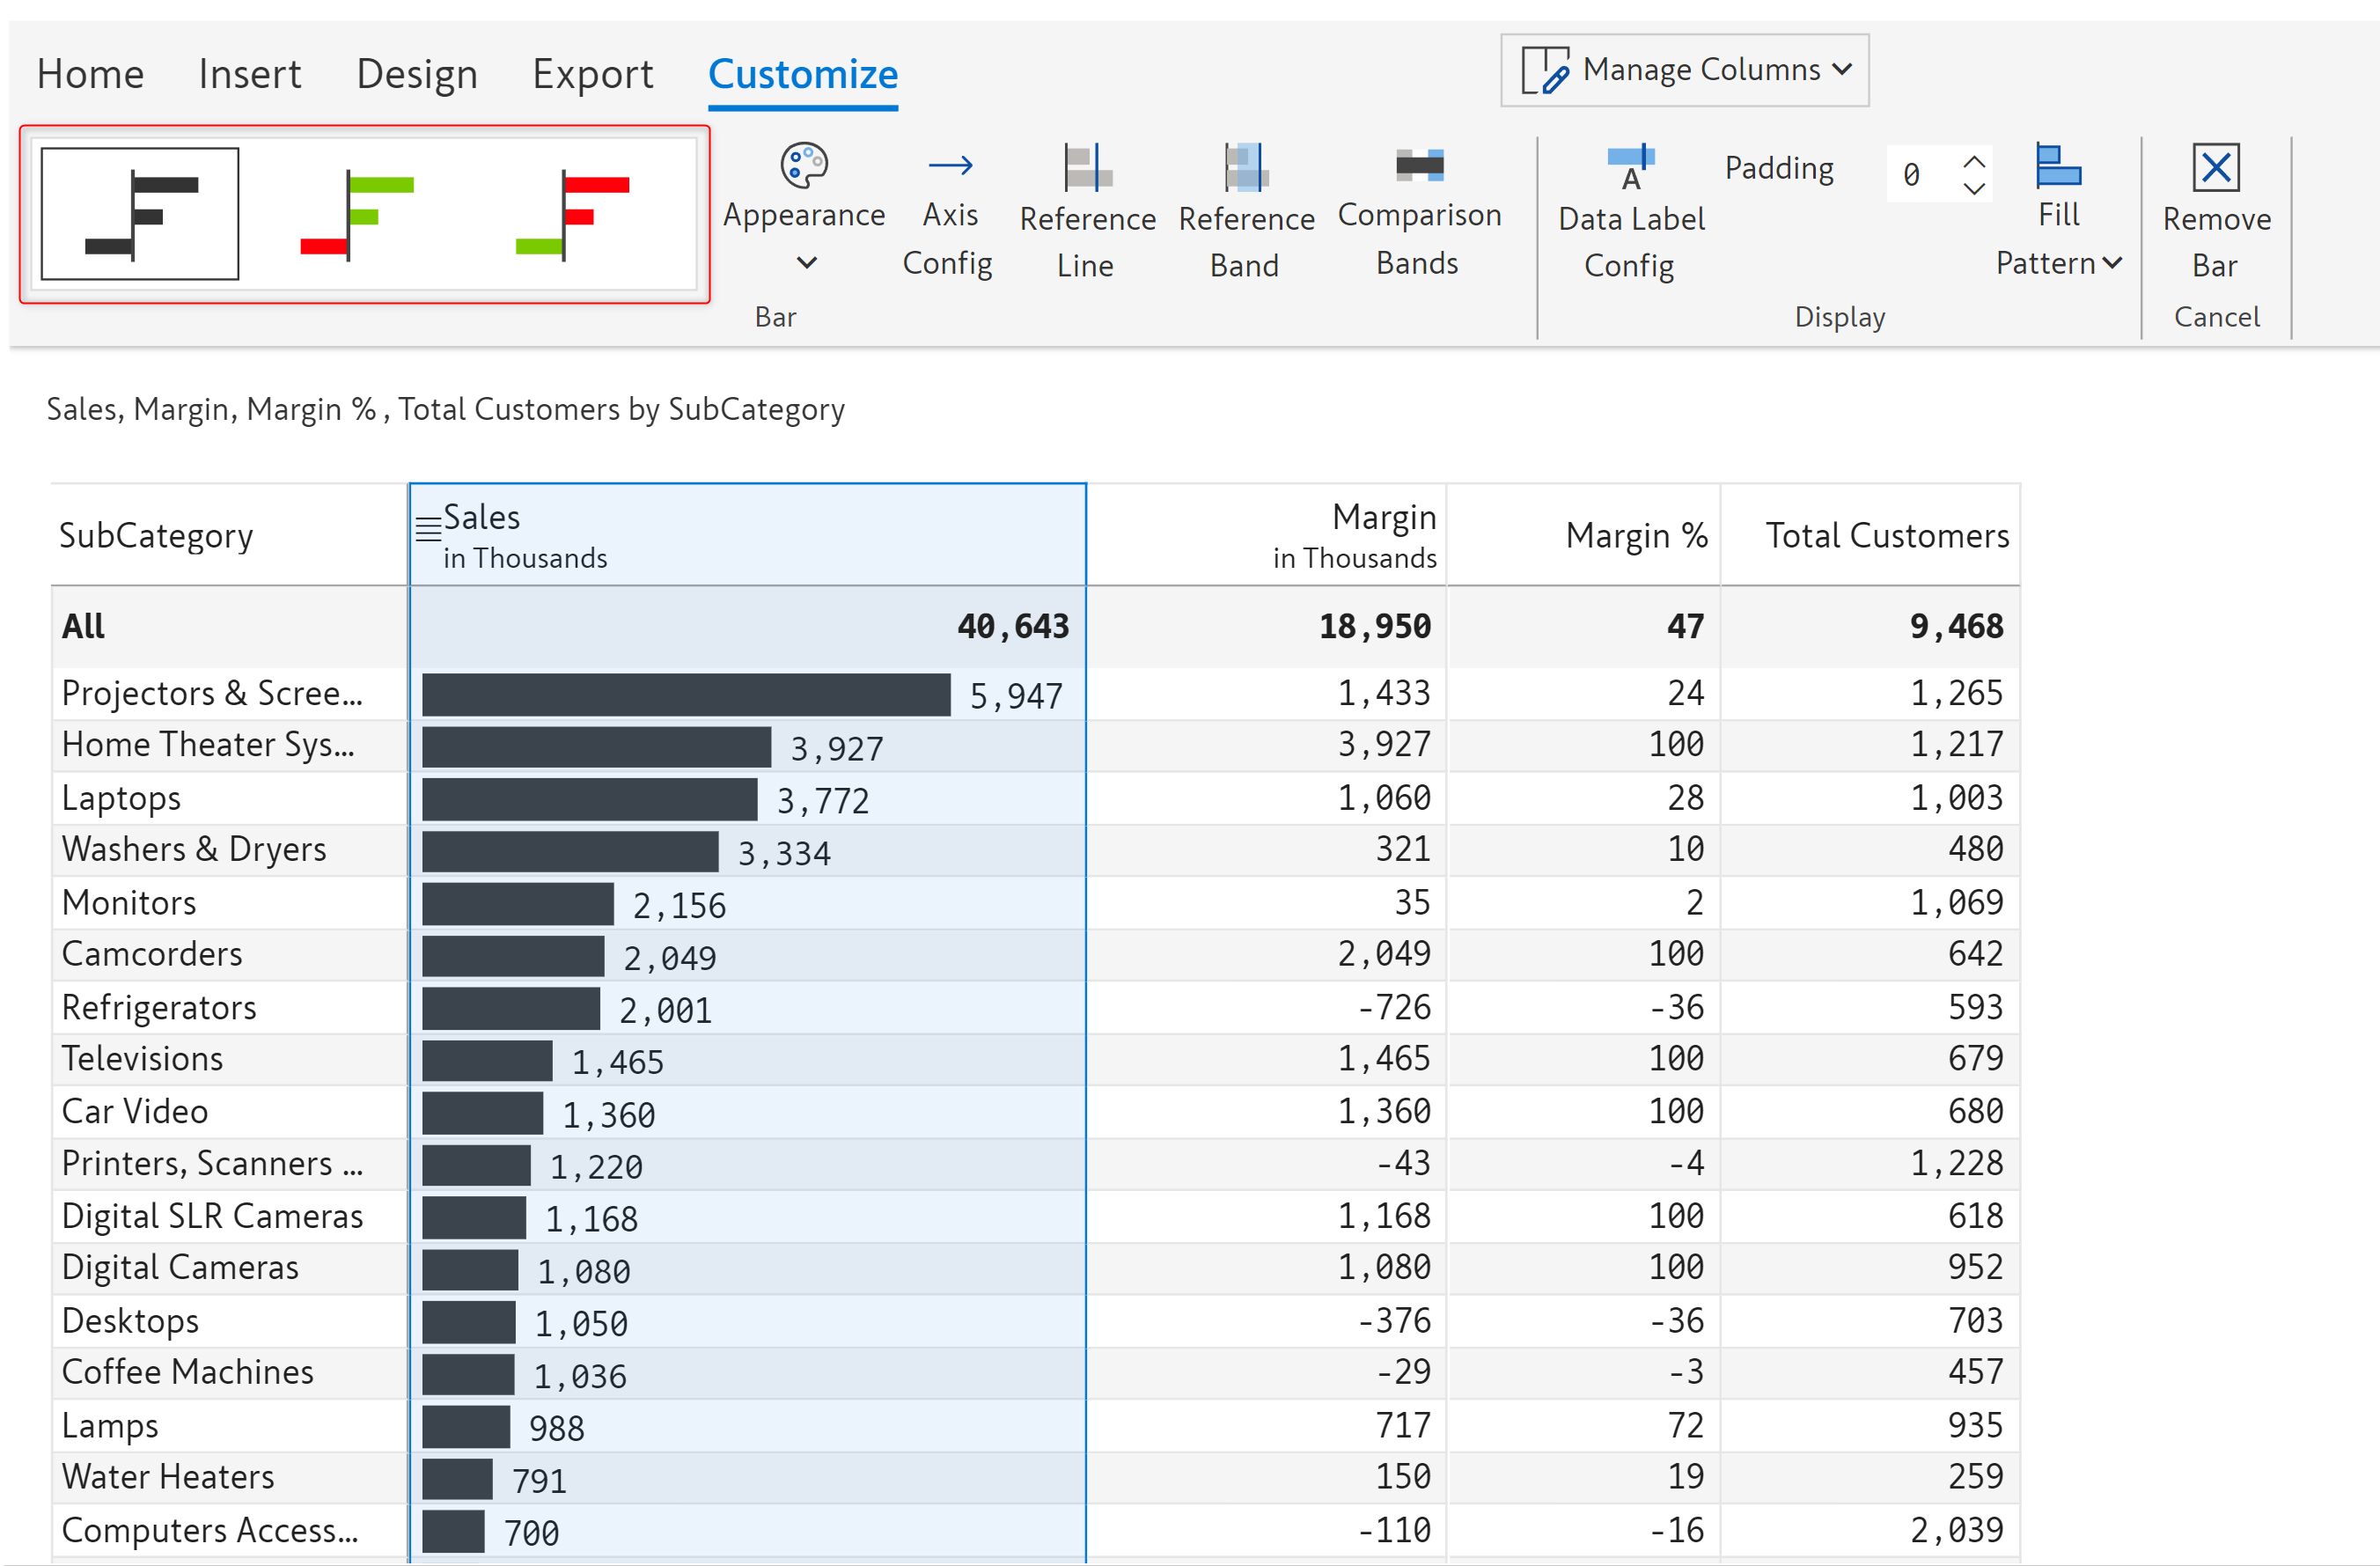 Home Insert Design Export Customize Manage Columns
Appearance Axis Config Reference Line Reference Band Comparison Bands Data Label Config Padding 0 Fill Pattern Remove Bar
Bar Display Cancel
Sales, Margin, Margin % , Total Customers by SubCategory
SubCategory Sales in Thousands Margin in Thousands Margin % Total Customers
All 40,643 18,950 47 9,468
Projectors & Scree... 5,947 1,433 24 1,265
Home Theater Sys... 3,927 3,927 100 1,217
Laptops 3,772 1,060 28 1,003
Washers & Dryers 3,334 321 10 480
Monitors 2,156 35 2 1,069
Camcorders 2,049 2,049 100 642
Refrigerators 2,001 -726 -36 593
Televisions 1,465 1,465 100 679
Car Video 1,360 1,360 100 680
Printers, Scanners ... 1,220 -43 -4 1,228
Digital SLR Cameras 1,168 1,168 100 618
Digital Cameras 1,080 1,080 100 952
Desktops 1,050 -376 -36 703
Coffee Machines 1,036 -29 -3 457
Lamps 988 717 72 935
Water Heaters 791 150 19 259
Computers Access... 700 -110 -16 2,039